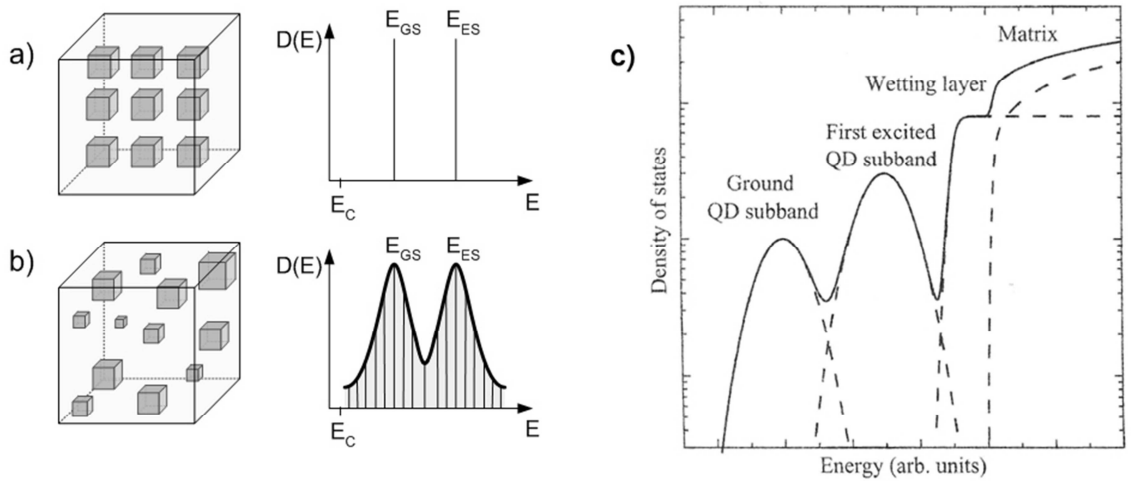 a)
D(E)
E_GS
E_ES
E_C
E
b)
D(E)
E_GS
E_ES
E_C
E
c)
Matrix
Wetting layer
First excited
QD subband
Ground
QD subband
Density of states
Energy (arb. units)